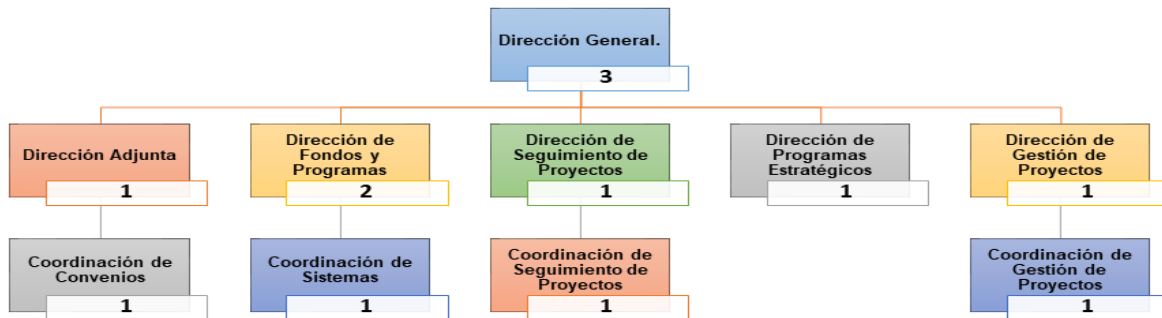 Dirección General.
3
Dirección Adjunta
1
Dirección de
Fondos y
Programas
2
Dirección de
Seguimiento de
Proyectos
1
Dirección de
Programas
Estratégicos
1
Dirección de
Gestión de
Proyectos
1
Coordinación de
Convenios
1
Coordinación de
Sistemas
1
Coordinación de
Seguimiento de
Proyectos
1
Coordinación de
Gestión de
Proyectos
1